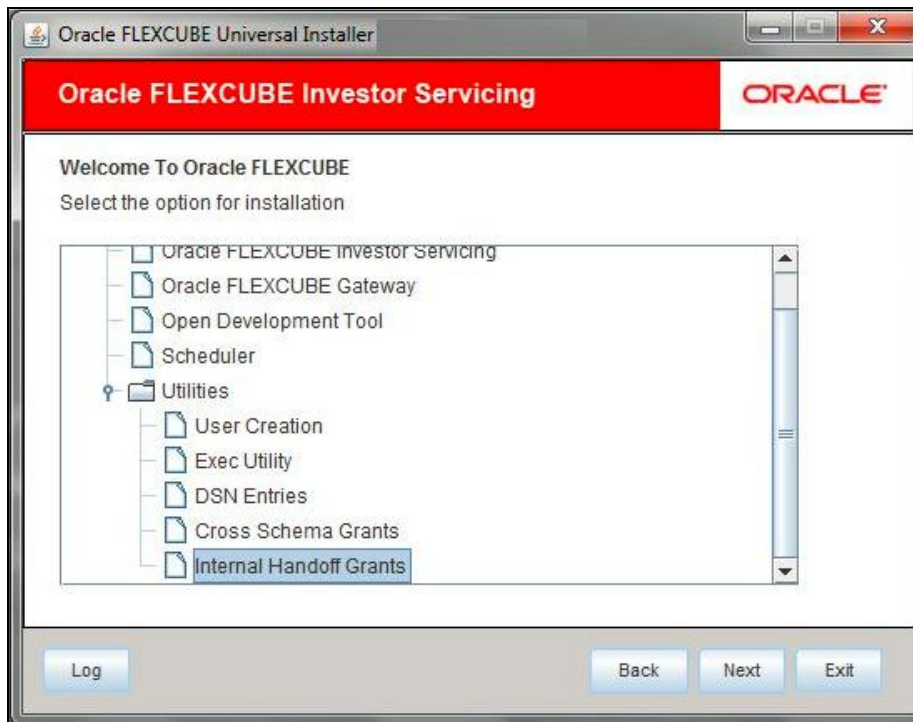 Oracle FLEXCUBE Universal Installer
Oracle FLEXCUBE Investor Servicing
ORACLE
Welcome To Oracle FLEXCUBE
Select the option for installation
Oracle FLEXCUBE Investor Servicing
Oracle FLEXCUBE Gateway
Open Development Tool
Scheduler
Utilities
User Creation
Exec Utility
DSN Entries
Cross Schema Grants
Internal Handoff Grants
Log
Back
Next
Exit